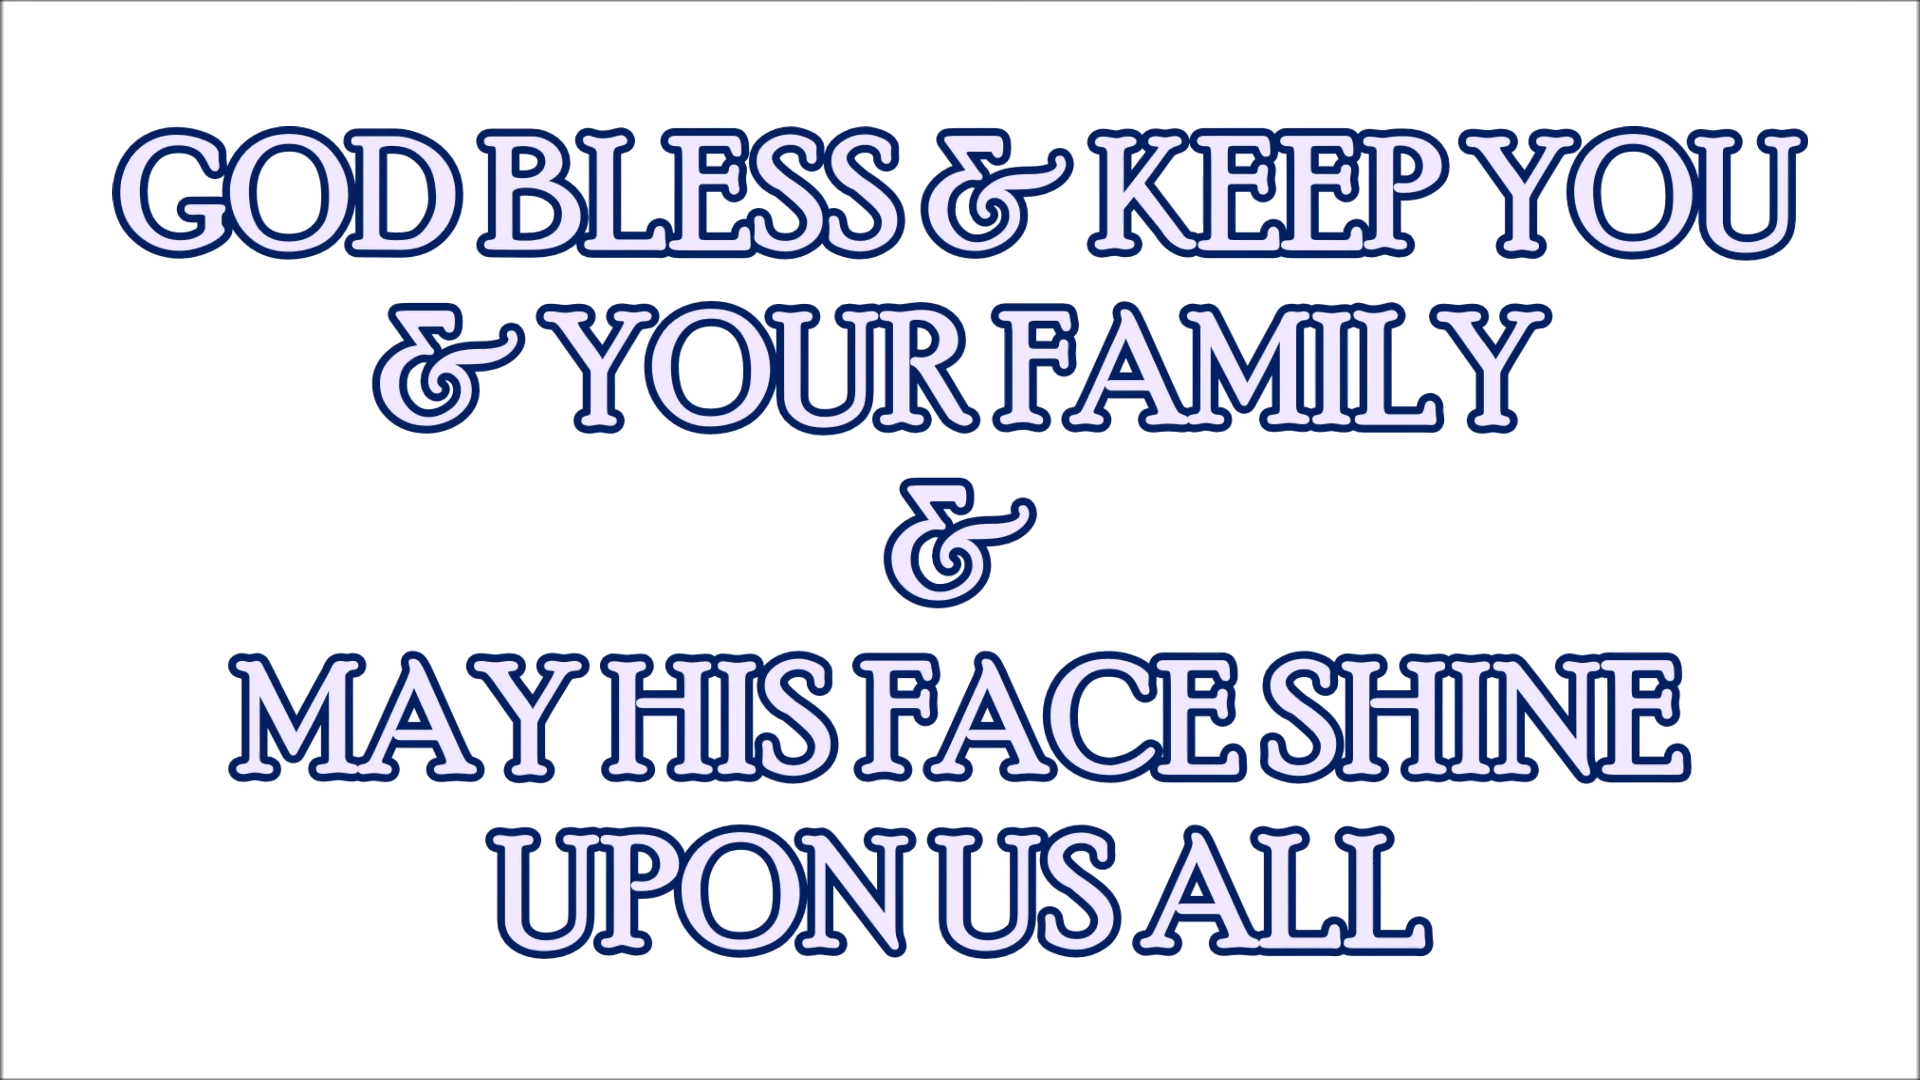 GOD BLESS & KEEP YOU
& YOUR FAMILY
&
MAY HIS FACE SHINE
UPON US ALL